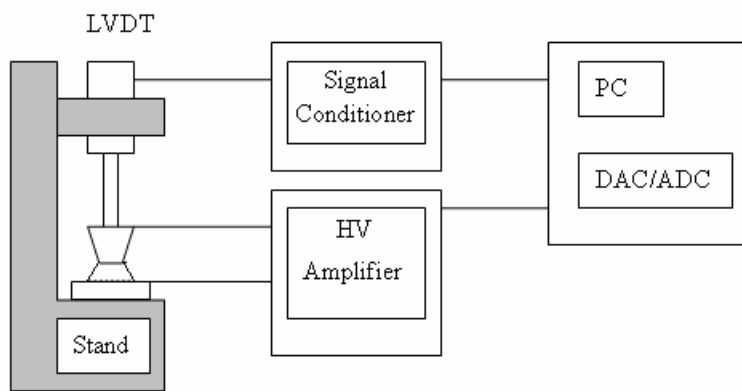 LVDT
Signal
Conditioner
PC
DAC/ADC
HV
Amplifier
Stand